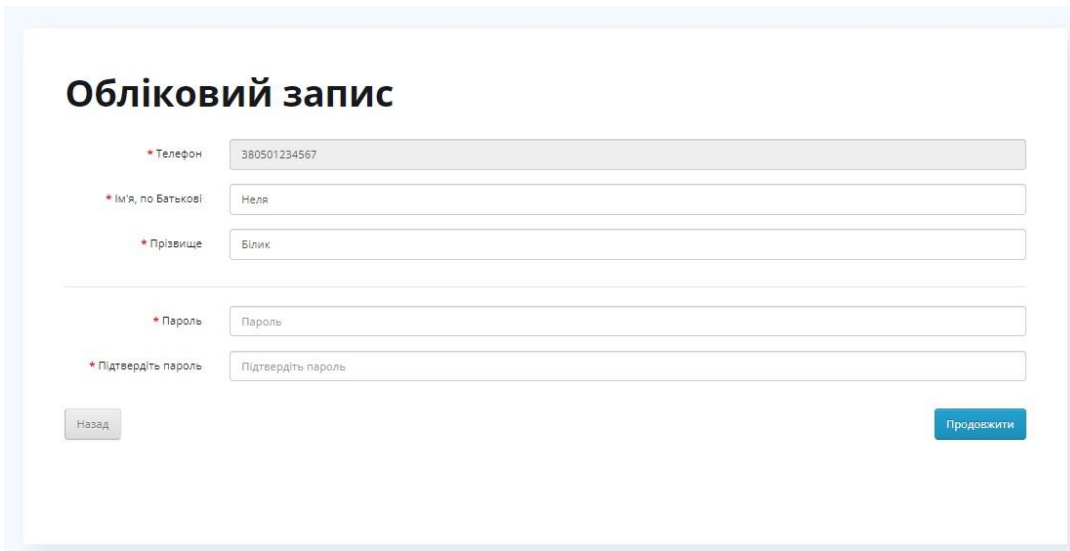 Обліковий запис
* Телефон 380501234567
* Ім'я, по Батькові Неля
* Прізвище Білик
* Пароль Пароль
* Підтвердіть пароль Підтвердіть пароль
Назад Продовжити